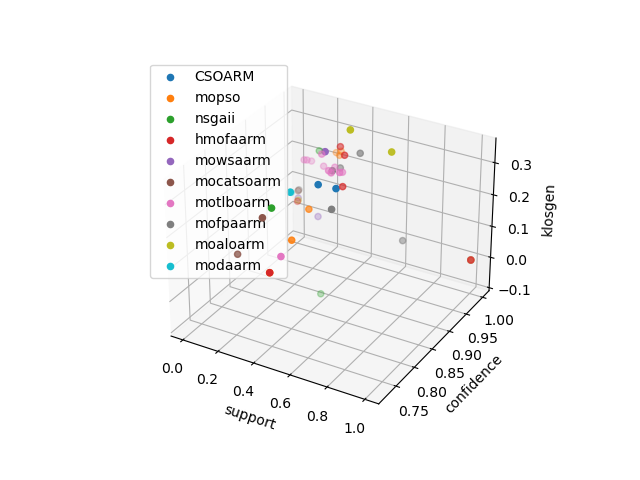 CSOARM
mopso
nsgaii
hmofaarm
mowsaarm
mocatsoarm
motlboarm
mofpaarm
moaloarm
modaarm
0.3
0.2
0.1
0.0
−0.1
klosgen
1.00
0.95
0.90
0.85
0.80
0.75
confidence
0.0
0.2
0.4
0.6
0.8
1.0
support